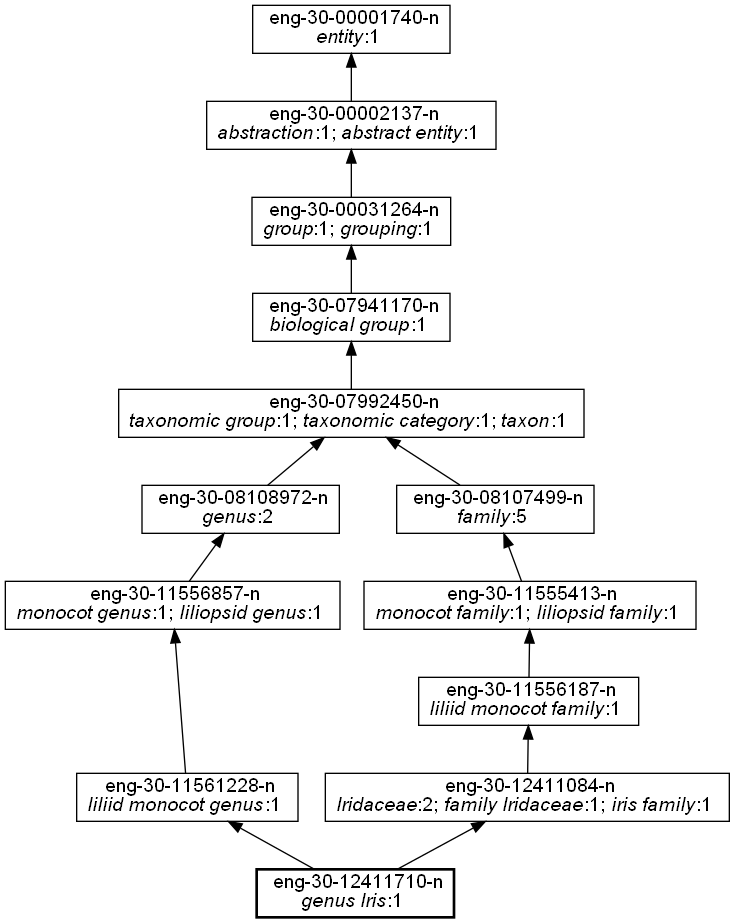 eng-30-00001740-n
entity:1
eng-30-00002137-n
abstraction:1; abstract entity:1
eng-30-00031264-n
group:1; grouping:1
eng-30-07941170-n
biological group:1
eng-30-07992450-n
taxonomic group:1; taxonomic category:1; taxon:1
eng-30-08108972-n
genus:2
eng-30-08107499-n
family:5
eng-30-11556857-n
monocot genus:1; liliopsid genus:1
eng-30-11555413-n
monocot family:1; liliopsid family:1
eng-30-11556187-n
liliid monocot family:1
eng-30-11561228-n
liliid monocot genus:1
eng-30-12411084-n
Iridaceae:2; family Iridaceae:1; iris family:1
eng-30-12411710-n
genus Iris:1